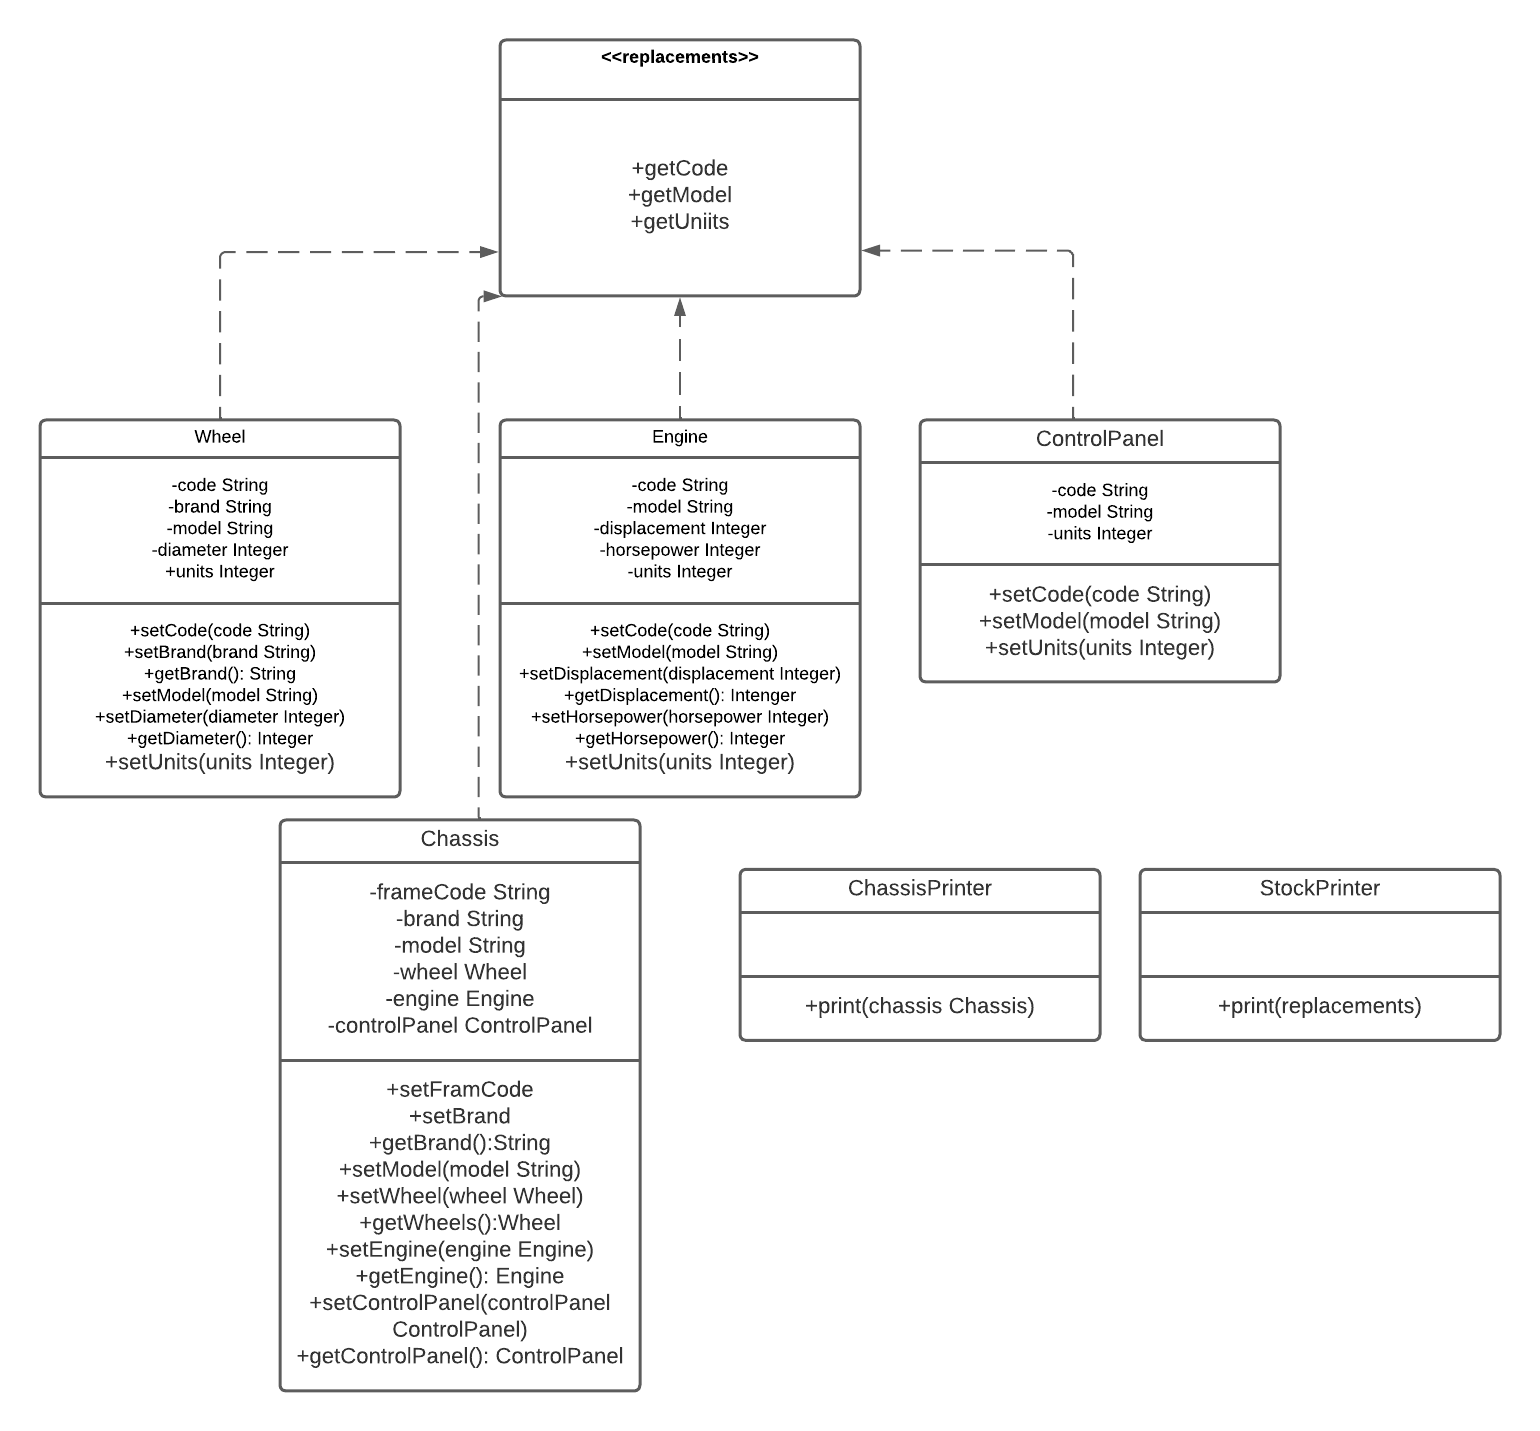 <<replacements>>
+getCode
+getModel
+getUniits
Wheel
-code String
-brand String
-model String
-diameter Integer
+units Integer
+setCode(code String)
+setBrand(brand String)
+getBrand(): String
+setModel(model String)
+setDiameter(diameter Integer)
+getDiameter(): Integer
+setUnits(units Integer)
Engine
-code String
-model String
-displacement Integer
-horsepower Integer
-units Integer
+setCode(code String)
+setModel(model String)
+setDisplacement(displacement Integer)
+getDisplacement(): Intenger
+setHorsepower(horsepower Integer)
+getHorsepower(): Integer
+setUnits(units Integer)
ControlPanel
-code String
-model String
-units Integer
+setCode(code String)
+setModel(model String)
+setUnits(units Integer)
Chassis
-frameCode String
-brand String
-model String
-wheel Wheel
-engine Engine
-controlPanel ControlPanel
+setFramCode
+setBrand
+getBrand():String
+setModel(model String)
+setWheel(wheel Wheel)
+getWheels():Wheel
+setEngine(engine Engine)
+getEngine(): Engine
+setControlPanel(controlPanel
ControlPanel)
+getControlPanel(): ControlPanel
ChassisPrinter
+print(chassis Chassis)
StockPrinter
+print(replacements)